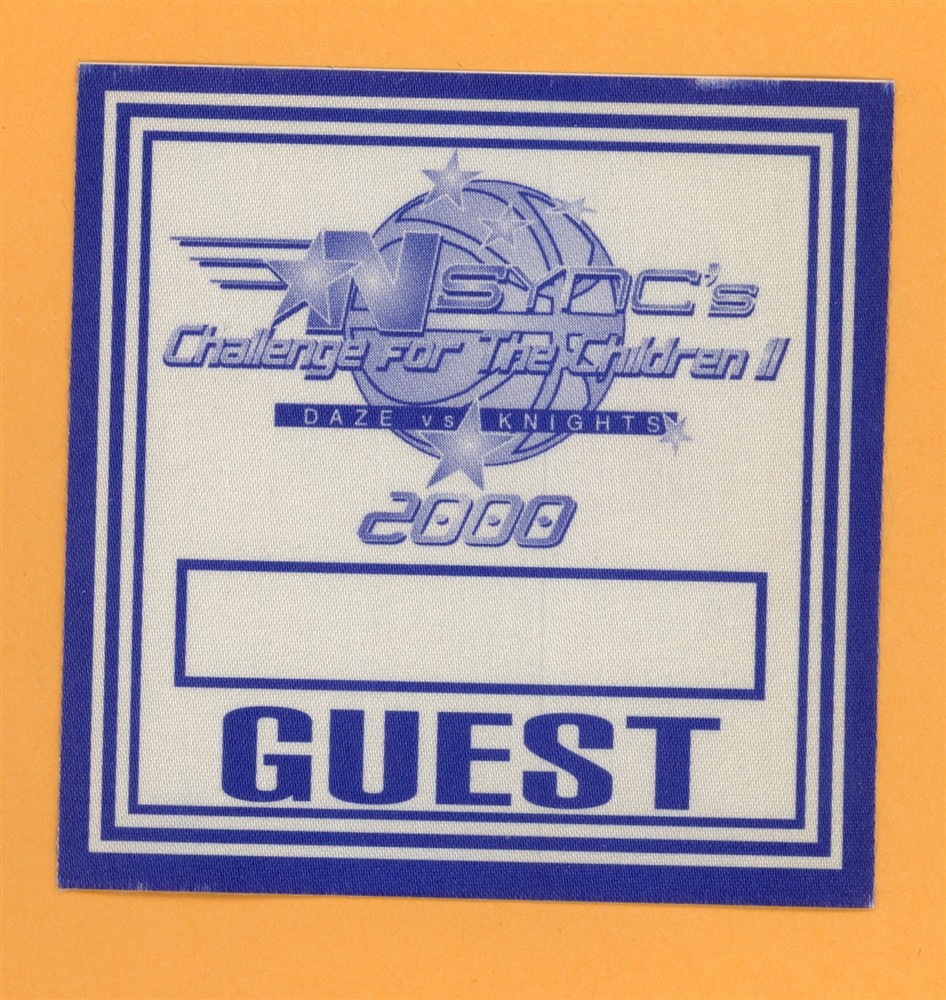 NSYNC's
Challenge For The Children II
DAZE vs KNIGHTS
2000
GUEST